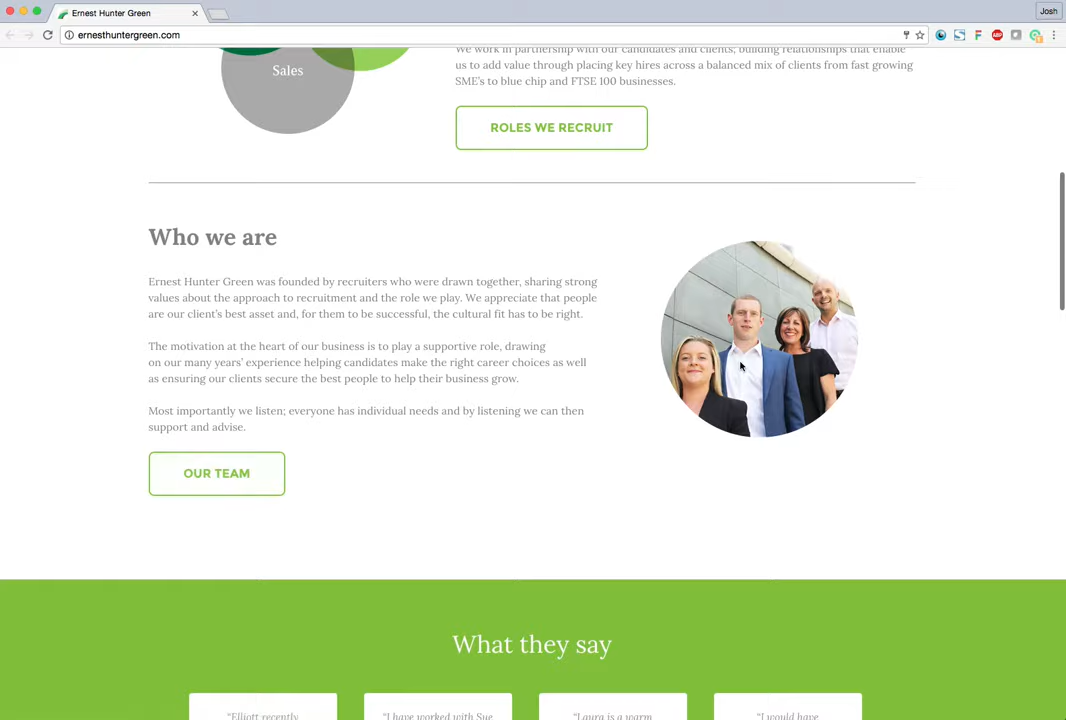 Ernest Hunter Green
Josh
ernesthuntergreen.com
We work in partnership with our candidates and clients; building relationships that enable
us to add value through placing key hires across a balanced mix of clients from fast growing
SME's to blue chip and FTSE 100 businesses.
Sales
ROLES WE RECRUIT
Who we are
Ernest Hunter Green was founded by recruiters who were drawn together, sharing strong
values about the approach to recruitment and the role we play. We appreciate that people
are our client's best asset and, for them to be successful, the cultural fit has to be right.
The motivation at the heart of our business is to play a supportive role, drawing
on our many years' experience helping candidates make the right career choices as well
as ensuring our clients secure the best people to help their business grow.
Most importantly we listen; everyone has individual needs and by listening we can then
support and advise.
OUR TEAM
What they say
"Elliott recently
"I have worked with Sue
"Laura is a warm
"I would have